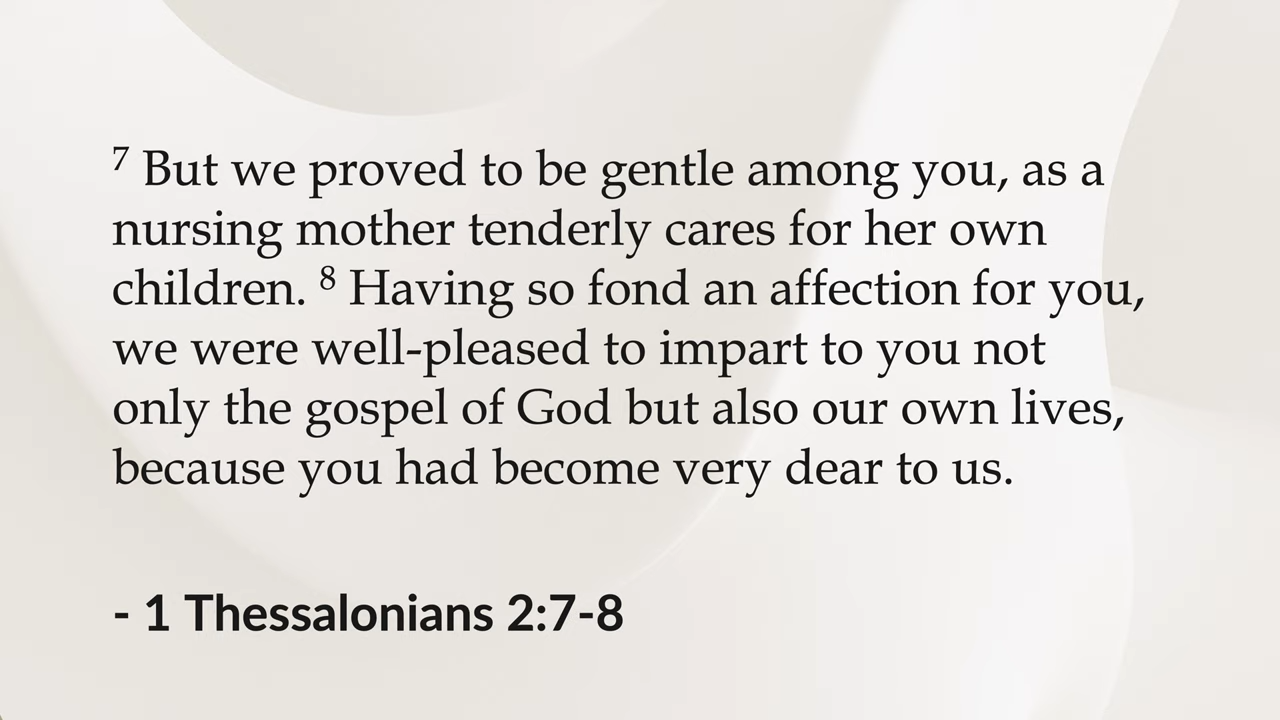 ⁷ But we proved to be gentle among you, as a
nursing mother tenderly cares for her own
children. ⁸ Having so fond an affection for you,
we were well-pleased to impart to you not
only the gospel of God but also our own lives,
because you had become very dear to us.
- 1 Thessalonians 2:7-8